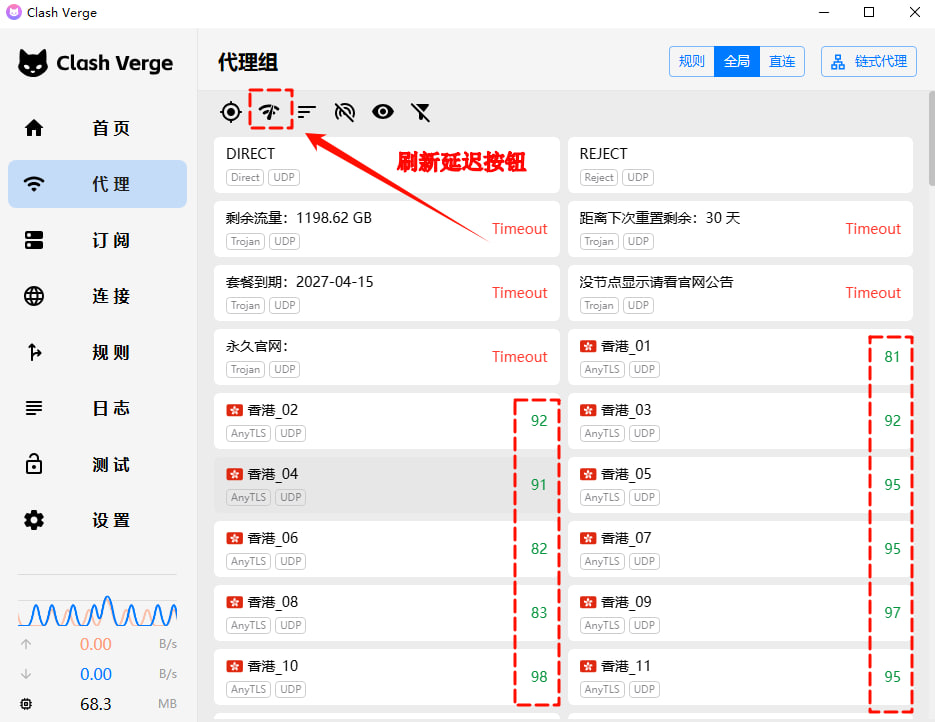 Clash Verge
Clash Verge
首页
代理
订阅
连接
规则
日志
测试
设置
0.00 B/s
0.00 B/s
68.3 MB
代理组
规则 全局 直连 链式代理
刷新延迟按钮
DIRECT
Direct UDP
REJECT
Reject UDP
剩余流量：1198.62 GB
Trojan UDP
Timeout
距离下次重置剩余：30 天
Trojan UDP
Timeout
套餐到期：2027-04-15
Trojan UDP
Timeout
没节点显示请看官网公告
Trojan UDP
Timeout
永久官网：
Trojan UDP
Timeout
香港_01
AnyTLS UDP
81
香港_02
AnyTLS UDP
92
香港_03
AnyTLS UDP
92
香港_04
AnyTLS UDP
91
香港_05
AnyTLS UDP
95
香港_06
AnyTLS UDP
82
香港_07
AnyTLS UDP
95
香港_08
AnyTLS UDP
83
香港_09
AnyTLS UDP
97
香港_10
AnyTLS UDP
98
香港_11
AnyTLS UDP
95